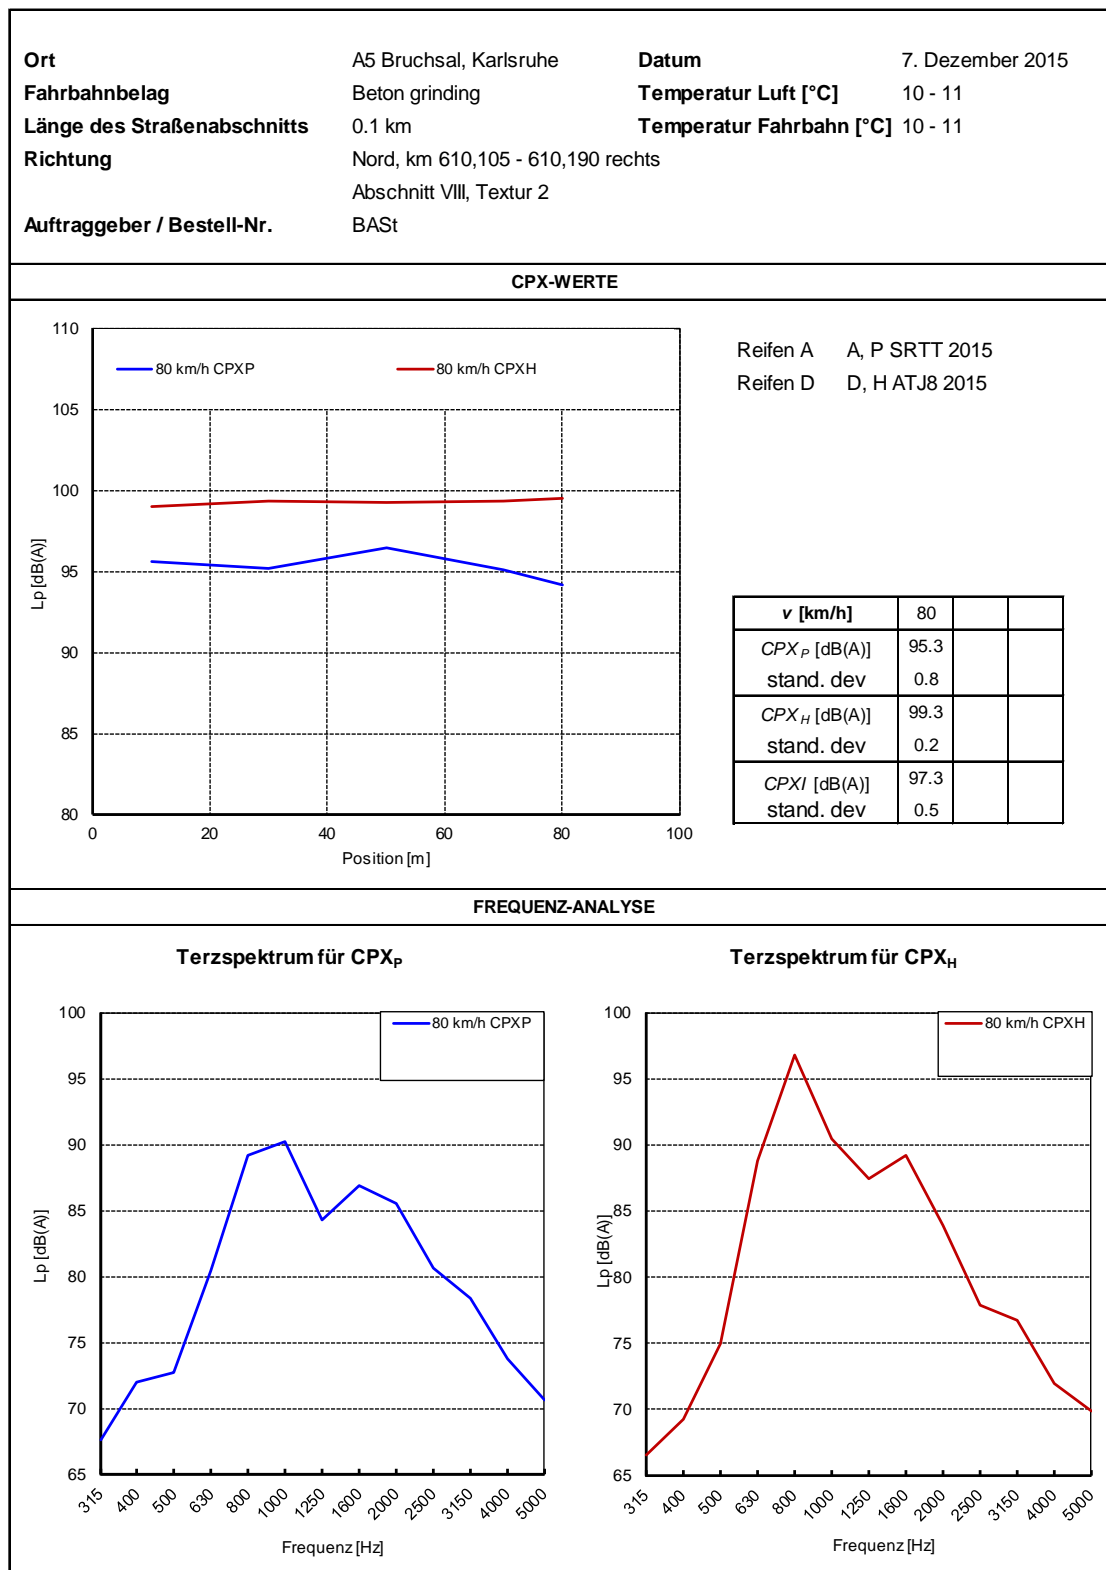 Ort A5 Bruchsal, Karlsruhe Datum 7. Dezember 2015
Fahrbahnbelag Beton grinding Temperatur Luft [°C] 10 - 11
Länge des Straßenabschnitts 0.1 km Temperatur Fahrbahn [°C] 10 - 11
Richtung Nord, km 610,105 - 610,190 rechts
Abschnitt VIII, Textur 2
Auftraggeber / Bestell-Nr. BASt
CPX-WERTE
110
105
100
95
90
85
80
Lp [dB(A)]
80 km/h CPXP 80 km/h CPXH
0 20 40 60 80 100
Position [m]
Reifen A A, P SRTT 2015
Reifen D D, H ATJ8 2015
v [km/h] 80
CPX P [dB(A)] 95.3
stand. dev 0.8
CPX H [dB(A)] 99.3
stand. dev 0.2
CPXI [dB(A)] 97.3
stand. dev 0.5
FREQUENZ-ANALYSE
Terzspektrum für CPXP
100
95
90
85
80
75
70
65
Lp [dB(A)]
80 km/h CPXP
315 400 500 630 800 1000 1250 1600 2000 2500 3150 4000 5000
Frequenz [Hz]
Terzspektrum für CPXH
100
95
90
85
80
75
70
65
Lp [dB(A)]
80 km/h CPXH
315 400 500 630 800 1000 1250 1600 2000 2500 3150 4000 5000
Frequenz [Hz]